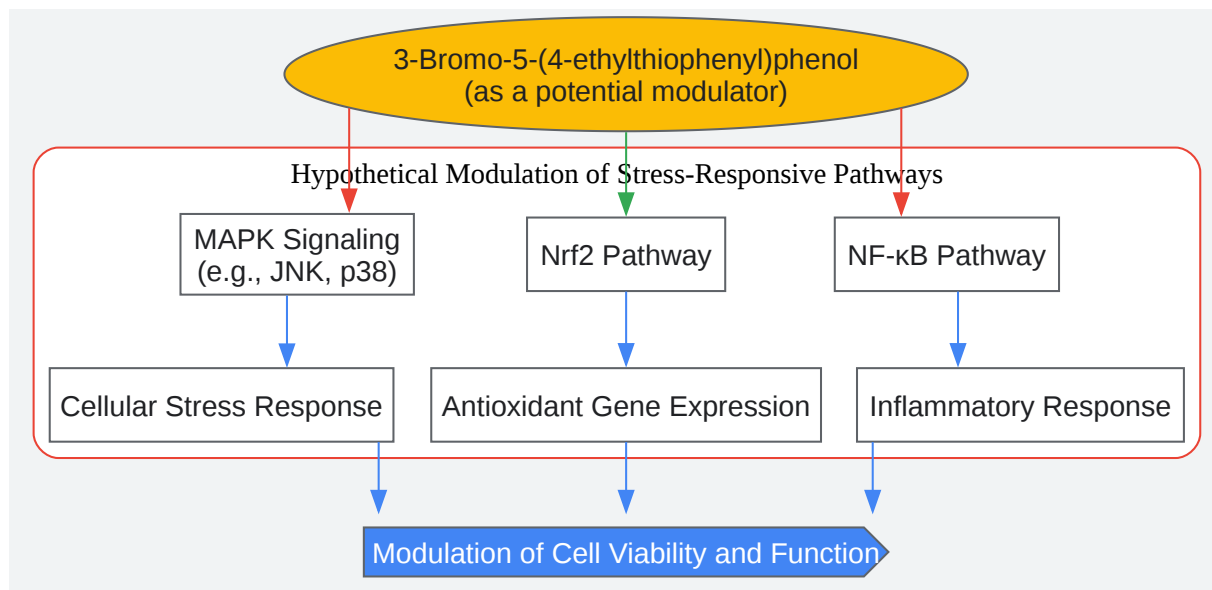 3-Bromo-5-(4-ethylthiophenyl)phenol
(as a potential modulator)
Hypothetical Modulation of Stress-Responsive Pathways
MAPK Signaling
(e.g., JNK, p38)
Nrf2 Pathway
NF-κB Pathway
Cellular Stress Response
Antioxidant Gene Expression
Inflammatory Response
Modulation of Cell Viability and Function